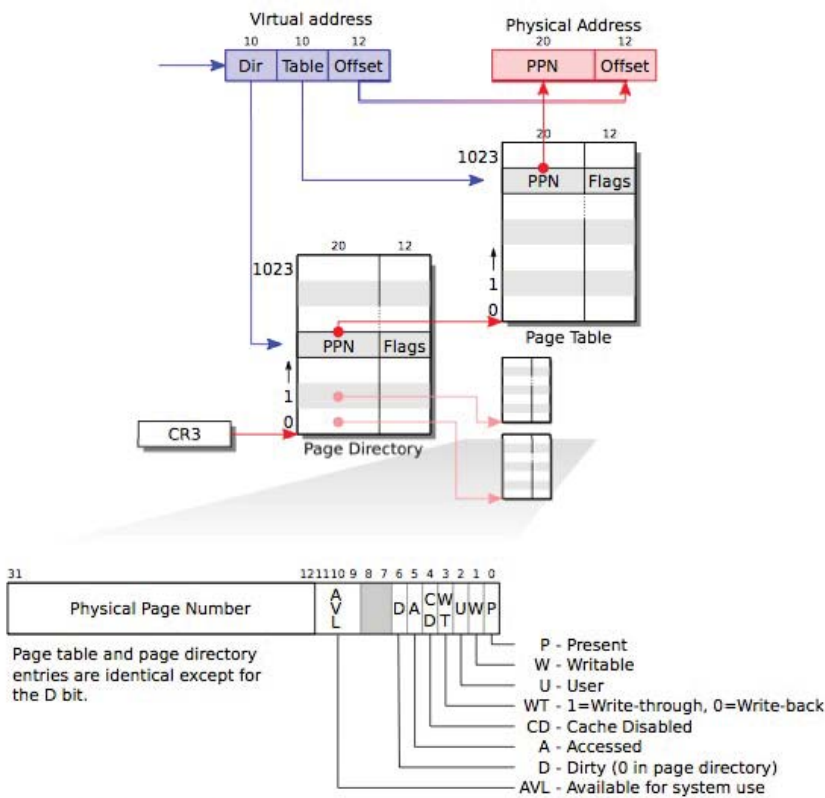 VIrtual address
Physical Address
10 10 12
20 12
Dir Table Offset
PPN Offset
20 12
1023
PPN Flags
20 12
1023
1
0
PPN Flags
Page Table
1
0
CR3
Page Directory
31 12 11 10 9 8 7 6 5 4 3 2 1 0
Physical Page Number AVL D A CD WT U W P
Page table and page directory
entries are identical except for
the D bit.
P - Present
W - Writable
U - User
WT - 1=Write-through, 0=Write-back
CD - Cache Disabled
A - Accessed
D - Dirty (0 in page directory)
AVL - Available for system use